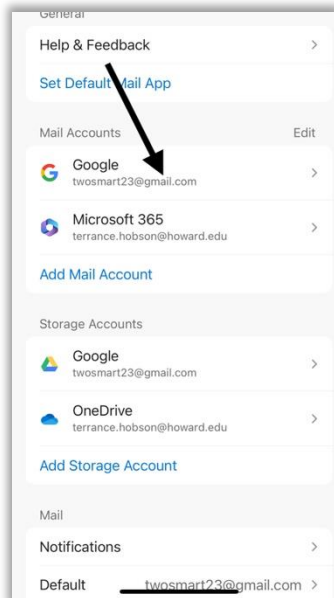 General
Help & Feedback
Set Default Mail App
Mail Accounts Edit
Google
twosmart23@gmail.com
Microsoft 365
terrance.hobson@howard.edu
Add Mail Account
Storage Accounts
Google
twosmart23@gmail.com
OneDrive
terrance.hobson@howard.edu
Add Storage Account
Mail
Notifications
Default twosmart23@gmail.com